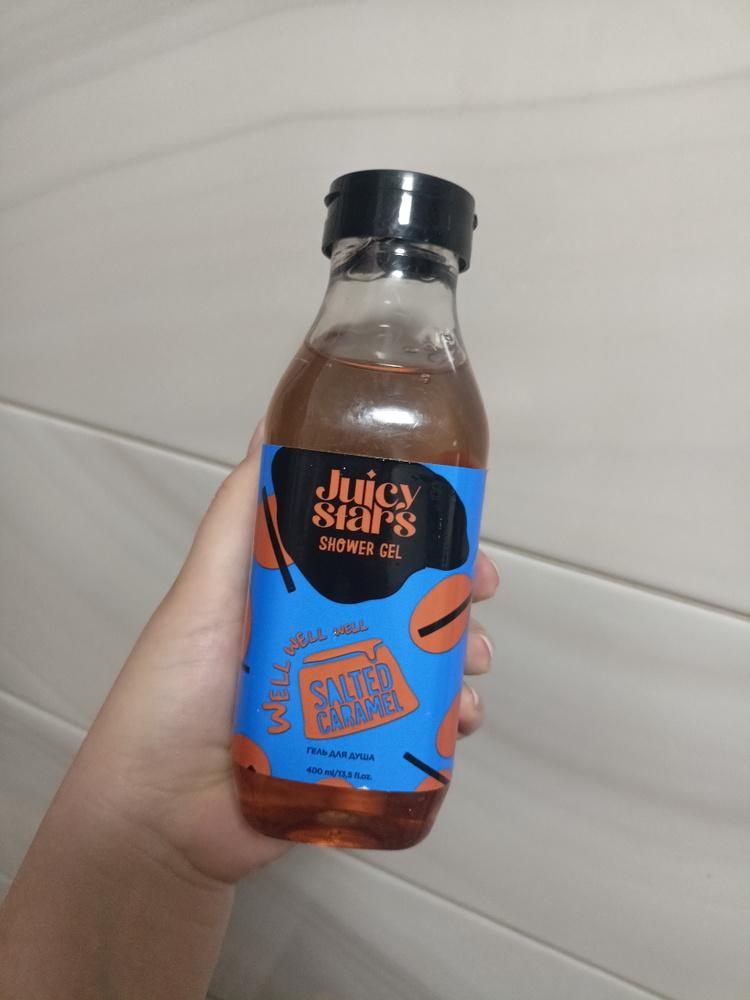 Juicy
stars
SHOWER GEL
WELL WELL WELL
SALTED
CARAMEL
ГЕЛЬ ДЛЯ ДУША
400 ml/13,5 fl.oz.